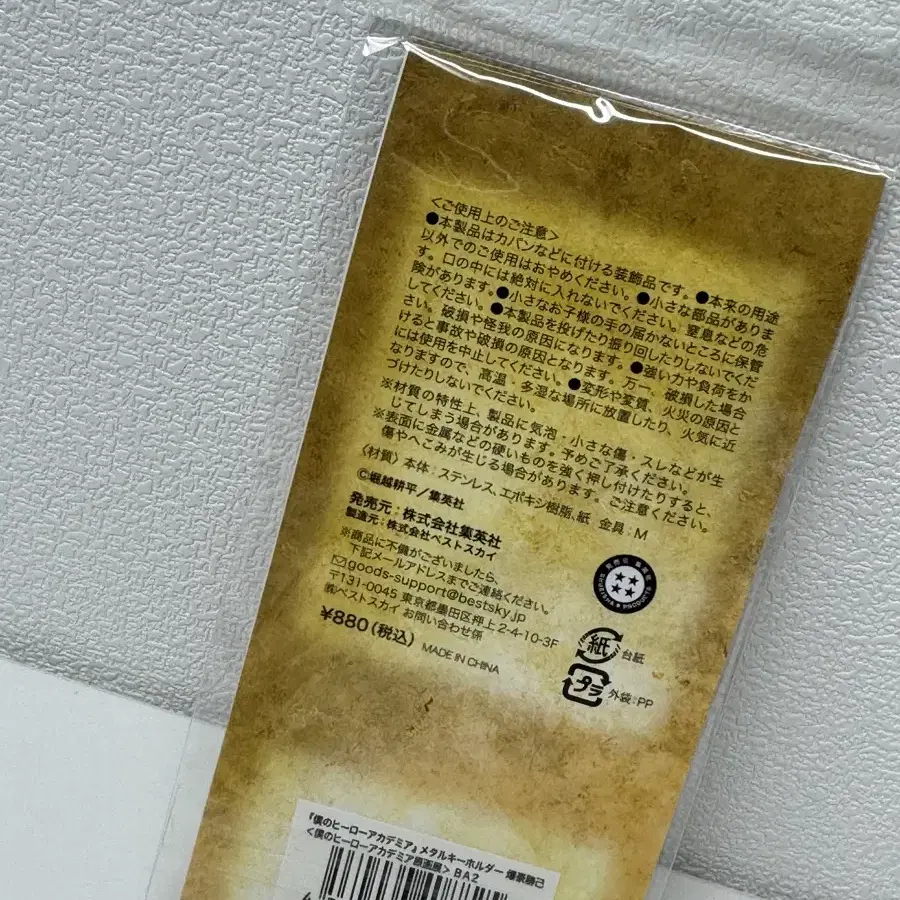 <ご使用上のご注意>
●本製品はカバンなどに付ける装飾品です。●本来の用途
以外でのご使用はおやめください。●小さな部品がありま
す。口の中には絶対に入れないでください。窒息などの危
険があります。●小さなお子様の手の届かないところに保管
してください。●本製品を投げたり振り回したりしないでくだ
さい。破損や怪我の原因になります。●強い力や負荷をか
けると事故や破損の原因となります。万一、破損した場合
には使用を中止してください。●変形や変質、火災の原因と
なりますので、高温・多湿な場所に放置したり、火気に近
づけたりしないでください。
※材質の特性上、製品に気泡・小さな傷・スレなどが生
じてしまう場合があります。予めご了承ください。
※表面に金属などの硬いものを強く押し付けたりすると、
傷やへこみが生じる場合があります。ご注意ください。
〈材質〉本体：ステンレス、エポキシ樹脂、紙 金具：M
©堀越耕平／集英社
発売元：株式会社集英社
製造元：株式会社ベストスカイ
※商品に不備がございましたら、
下記メールアドレスまでご連絡ください。
goods-support@bestsky.jp
〒131-0045 東京都墨田区押上2-4-10-3F
㈱ベストスカイ お問い合わせ係
¥880(税込)
MADE IN CHINA
発売元 集英社
SHUEISHA PRODUCTS
紙 台紙
プラ 外袋:PP
『僕のヒーローアカデミア』メタルキーホルダー 爆豪勝己
<僕のヒーローアカデミア原画展> BA2